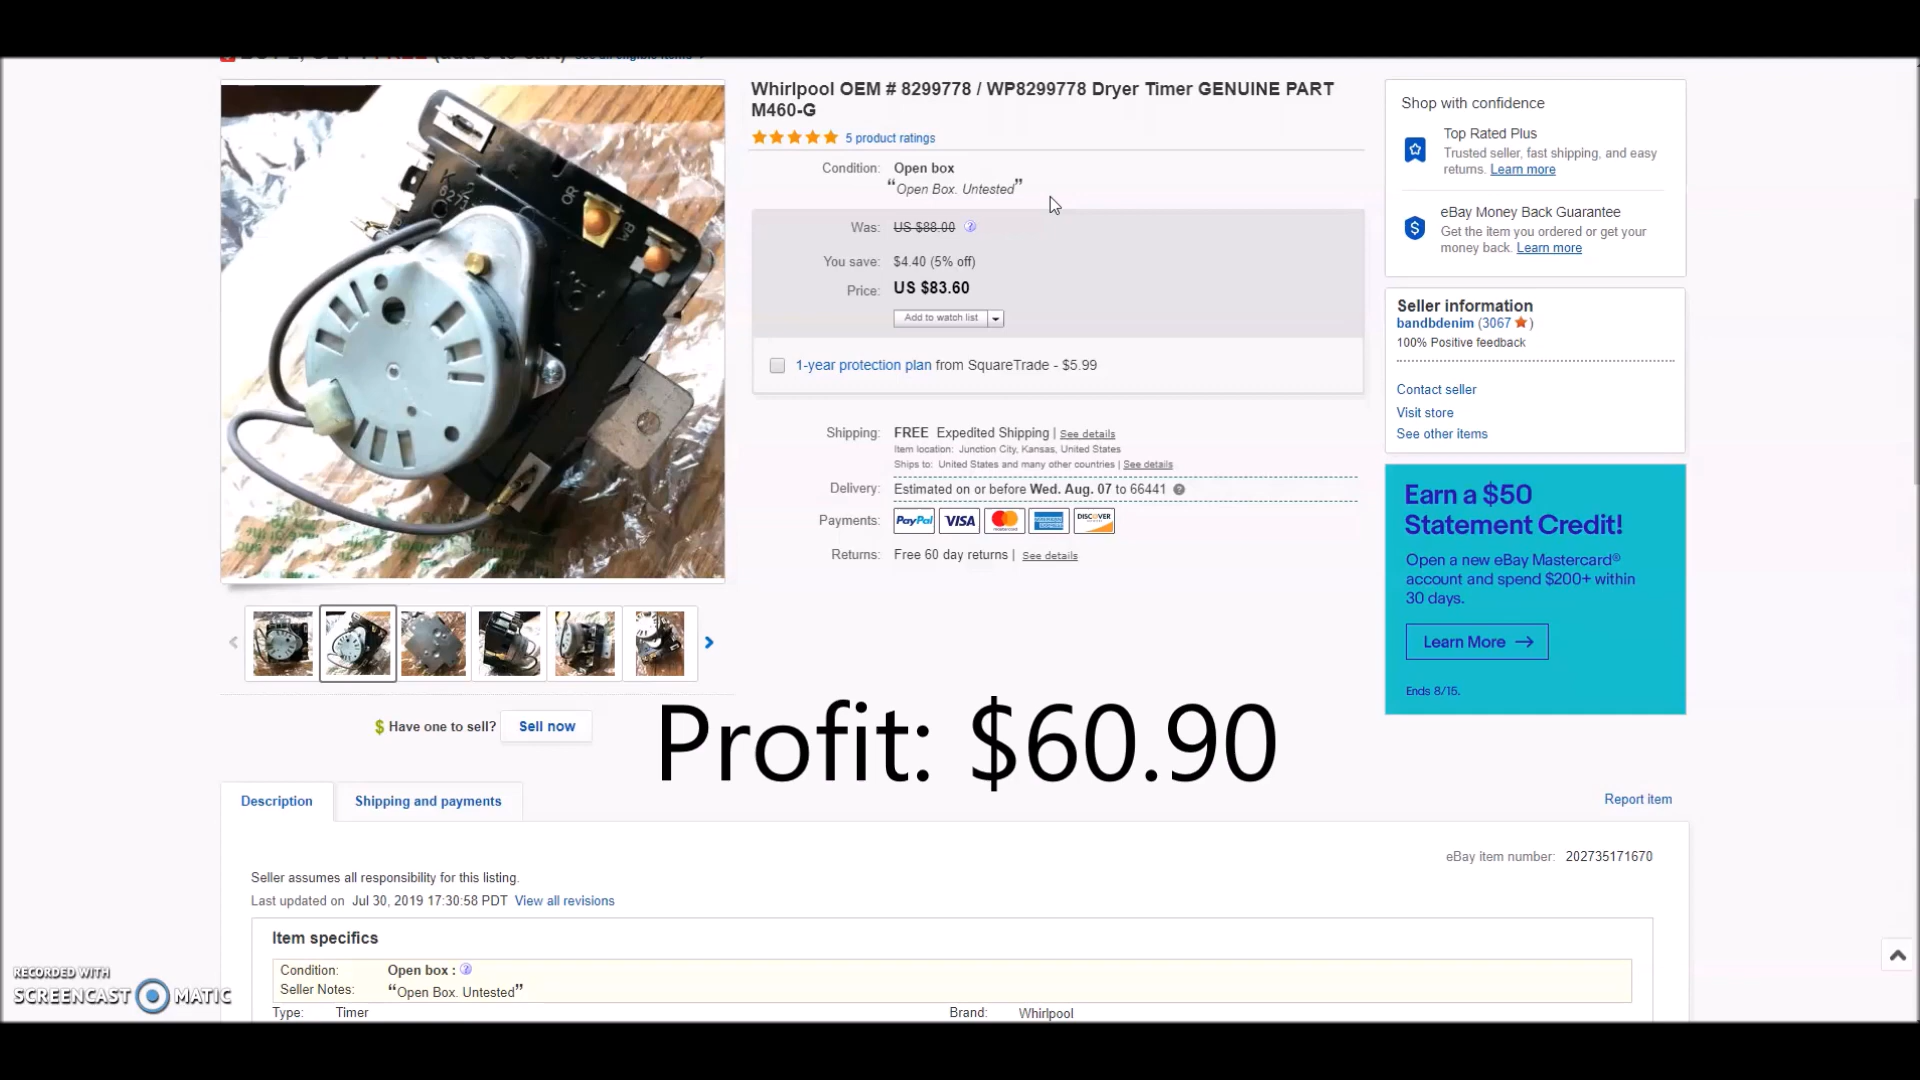 Whirlpool OEM # 8299778 / WP8299778 Dryer Timer GENUINE PART
M460-G
5 product ratings
Condition: Open box
“Open Box. Untested”
Was: US $88.00
You save: $4.40 (5% off)
Price: US $83.60
Add to watch list
1-year protection plan from SquareTrade - $5.99
Shipping: FREE Expedited Shipping | See details
Item location: Junction City, Kansas, United States
Ships to: United States and many other countries | See details
Delivery: Estimated on or before Wed. Aug. 07 to 66441
Payments: PayPal VISA MasterCard AMERICAN EXPRESS DISCOVER
Returns: Free 60 day returns | See details
Shop with confidence
Top Rated Plus
Trusted seller, fast shipping, and easy
returns. Learn more
eBay Money Back Guarantee
Get the item you ordered or get your
money back. Learn more
Seller information
bandbdenim (3067 )
100% Positive feedback
Contact seller
Visit store
See other items
Earn a $50
Statement Credit!
Open a new eBay Mastercard®
account and spend $200+ within
30 days.
Learn More →
Ends 8/15.
OR
WB
Have one to sell? Sell now
Profit: $60.90
Description Shipping and payments
Report item
eBay item number: 202735171670
Seller assumes all responsibility for this listing.
Last updated on Jul 30, 2019 17:30:58 PDT View all revisions
Item specifics
Condition: Open box :
Seller Notes: “Open Box. Untested”
Type: Timer Brand: Whirlpool
RECORDED WITH
SCREENCAST MATIC